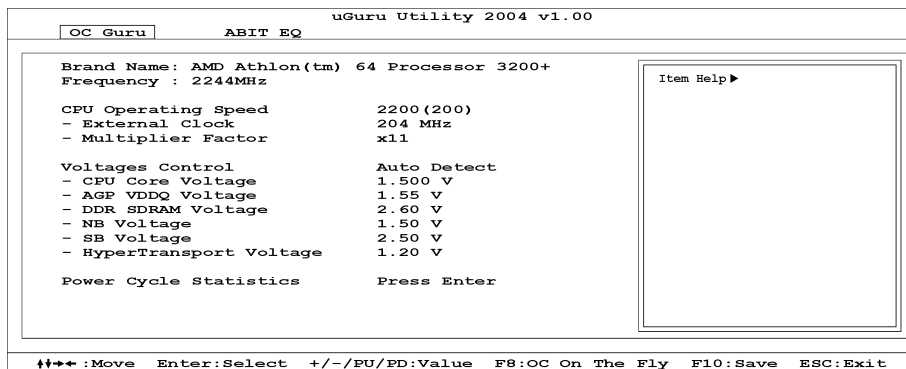 uGuru Utility 2004 v1.00
OC Guru ABIT EQ
Brand Name: AMD Athlon(tm) 64 Processor 3200+
Frequency : 2244MHz
Item Help▶
CPU Operating Speed 2200(200)
- External Clock 204 MHz
- Multiplier Factor x11
Voltages Control Auto Detect
- CPU Core Voltage 1.500 V
- AGP VDDQ Voltage 1.55 V
- DDR SDRAM Voltage 2.60 V
- NB Voltage 1.50 V
- SB Voltage 2.50 V
- HyperTransport Voltage 1.20 V
Power Cycle Statistics Press Enter
↑↓→←:Move Enter:Select +/-/PU/PD:Value F8:OC On The Fly F10:Save ESC:Exit